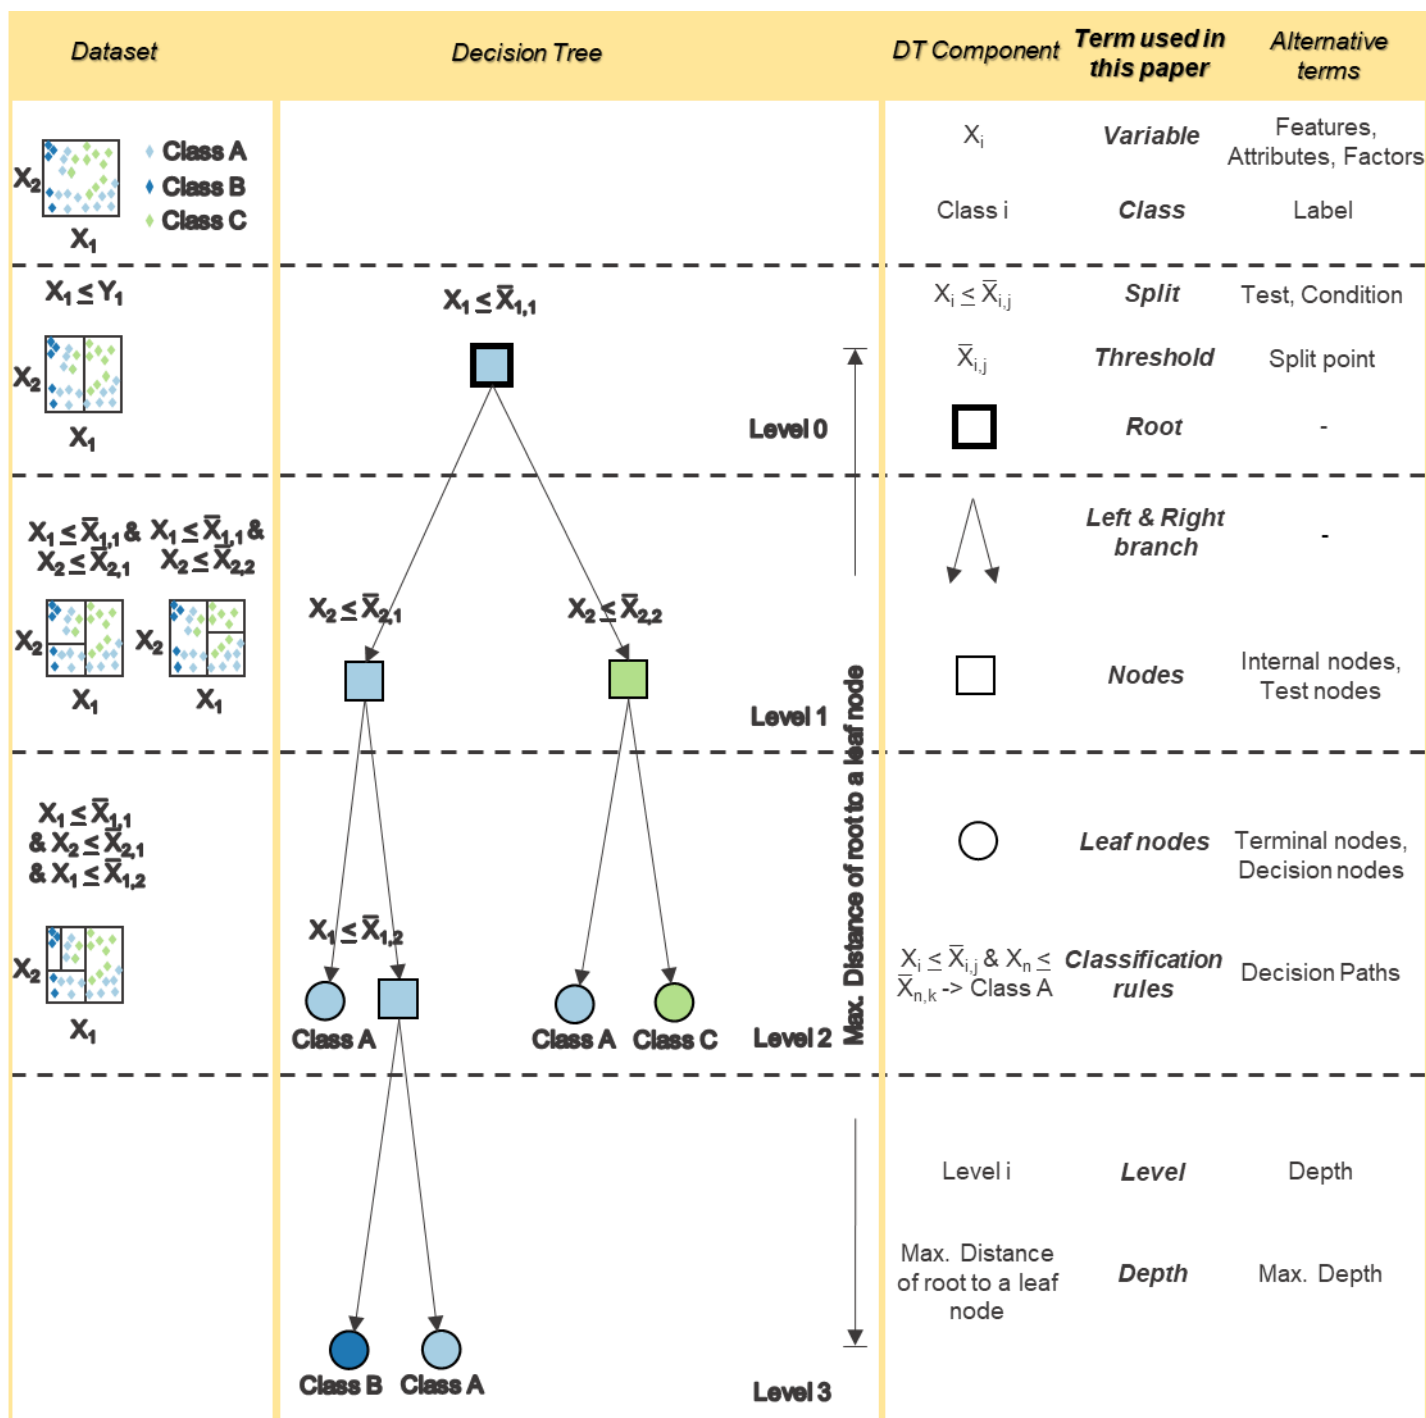 Dataset
Decision Tree
DT Component
Term used in
this paper
Alternative
terms
X₂
X₁
Class A
Class B
Class C
Xᵢ
Variable
Features,
Attributes, Factors
Class i
Class
Label
X₁ ≤ Y₁
X₂
X₁
X₁ ≤ X̅₁,₁
Level 0
Xᵢ ≤ X̅ᵢ,ⱼ
Split
Test, Condition
X̅ᵢ,ⱼ
Threshold
Split point
Root
-
X₁ ≤ X̅₁,₁ &
X₂ ≤ X̅₂,₁
X₁ ≤ X̅₁,₁ &
X₂ ≤ X̅₂,₂
X₂
X₁
X₂
X₁
X₂ ≤ X̅₂,₁
X₂ ≤ X̅₂,₂
Level 1
Max. Distance of root to a leaf node
Left & Right
branch
-
Nodes
Internal nodes,
Test nodes
X₁ ≤ X̅₁,₁
& X₂ ≤ X̅₂,₁
& X₁ ≤ X̅₁,₂
X₂
X₁
X₁ ≤ X̅₁,₂
Class A
Class A
Class C
Level 2
Leaf nodes
Terminal nodes,
Decision nodes
Xᵢ ≤ X̅ᵢ,ⱼ & Xₙ ≤
X̅ₙ,ₖ -> Class A
Classification
rules
Decision Paths
Class B
Class A
Level 3
Level i
Level
Depth
Max. Distance
of root to a leaf
node
Depth
Max. Depth